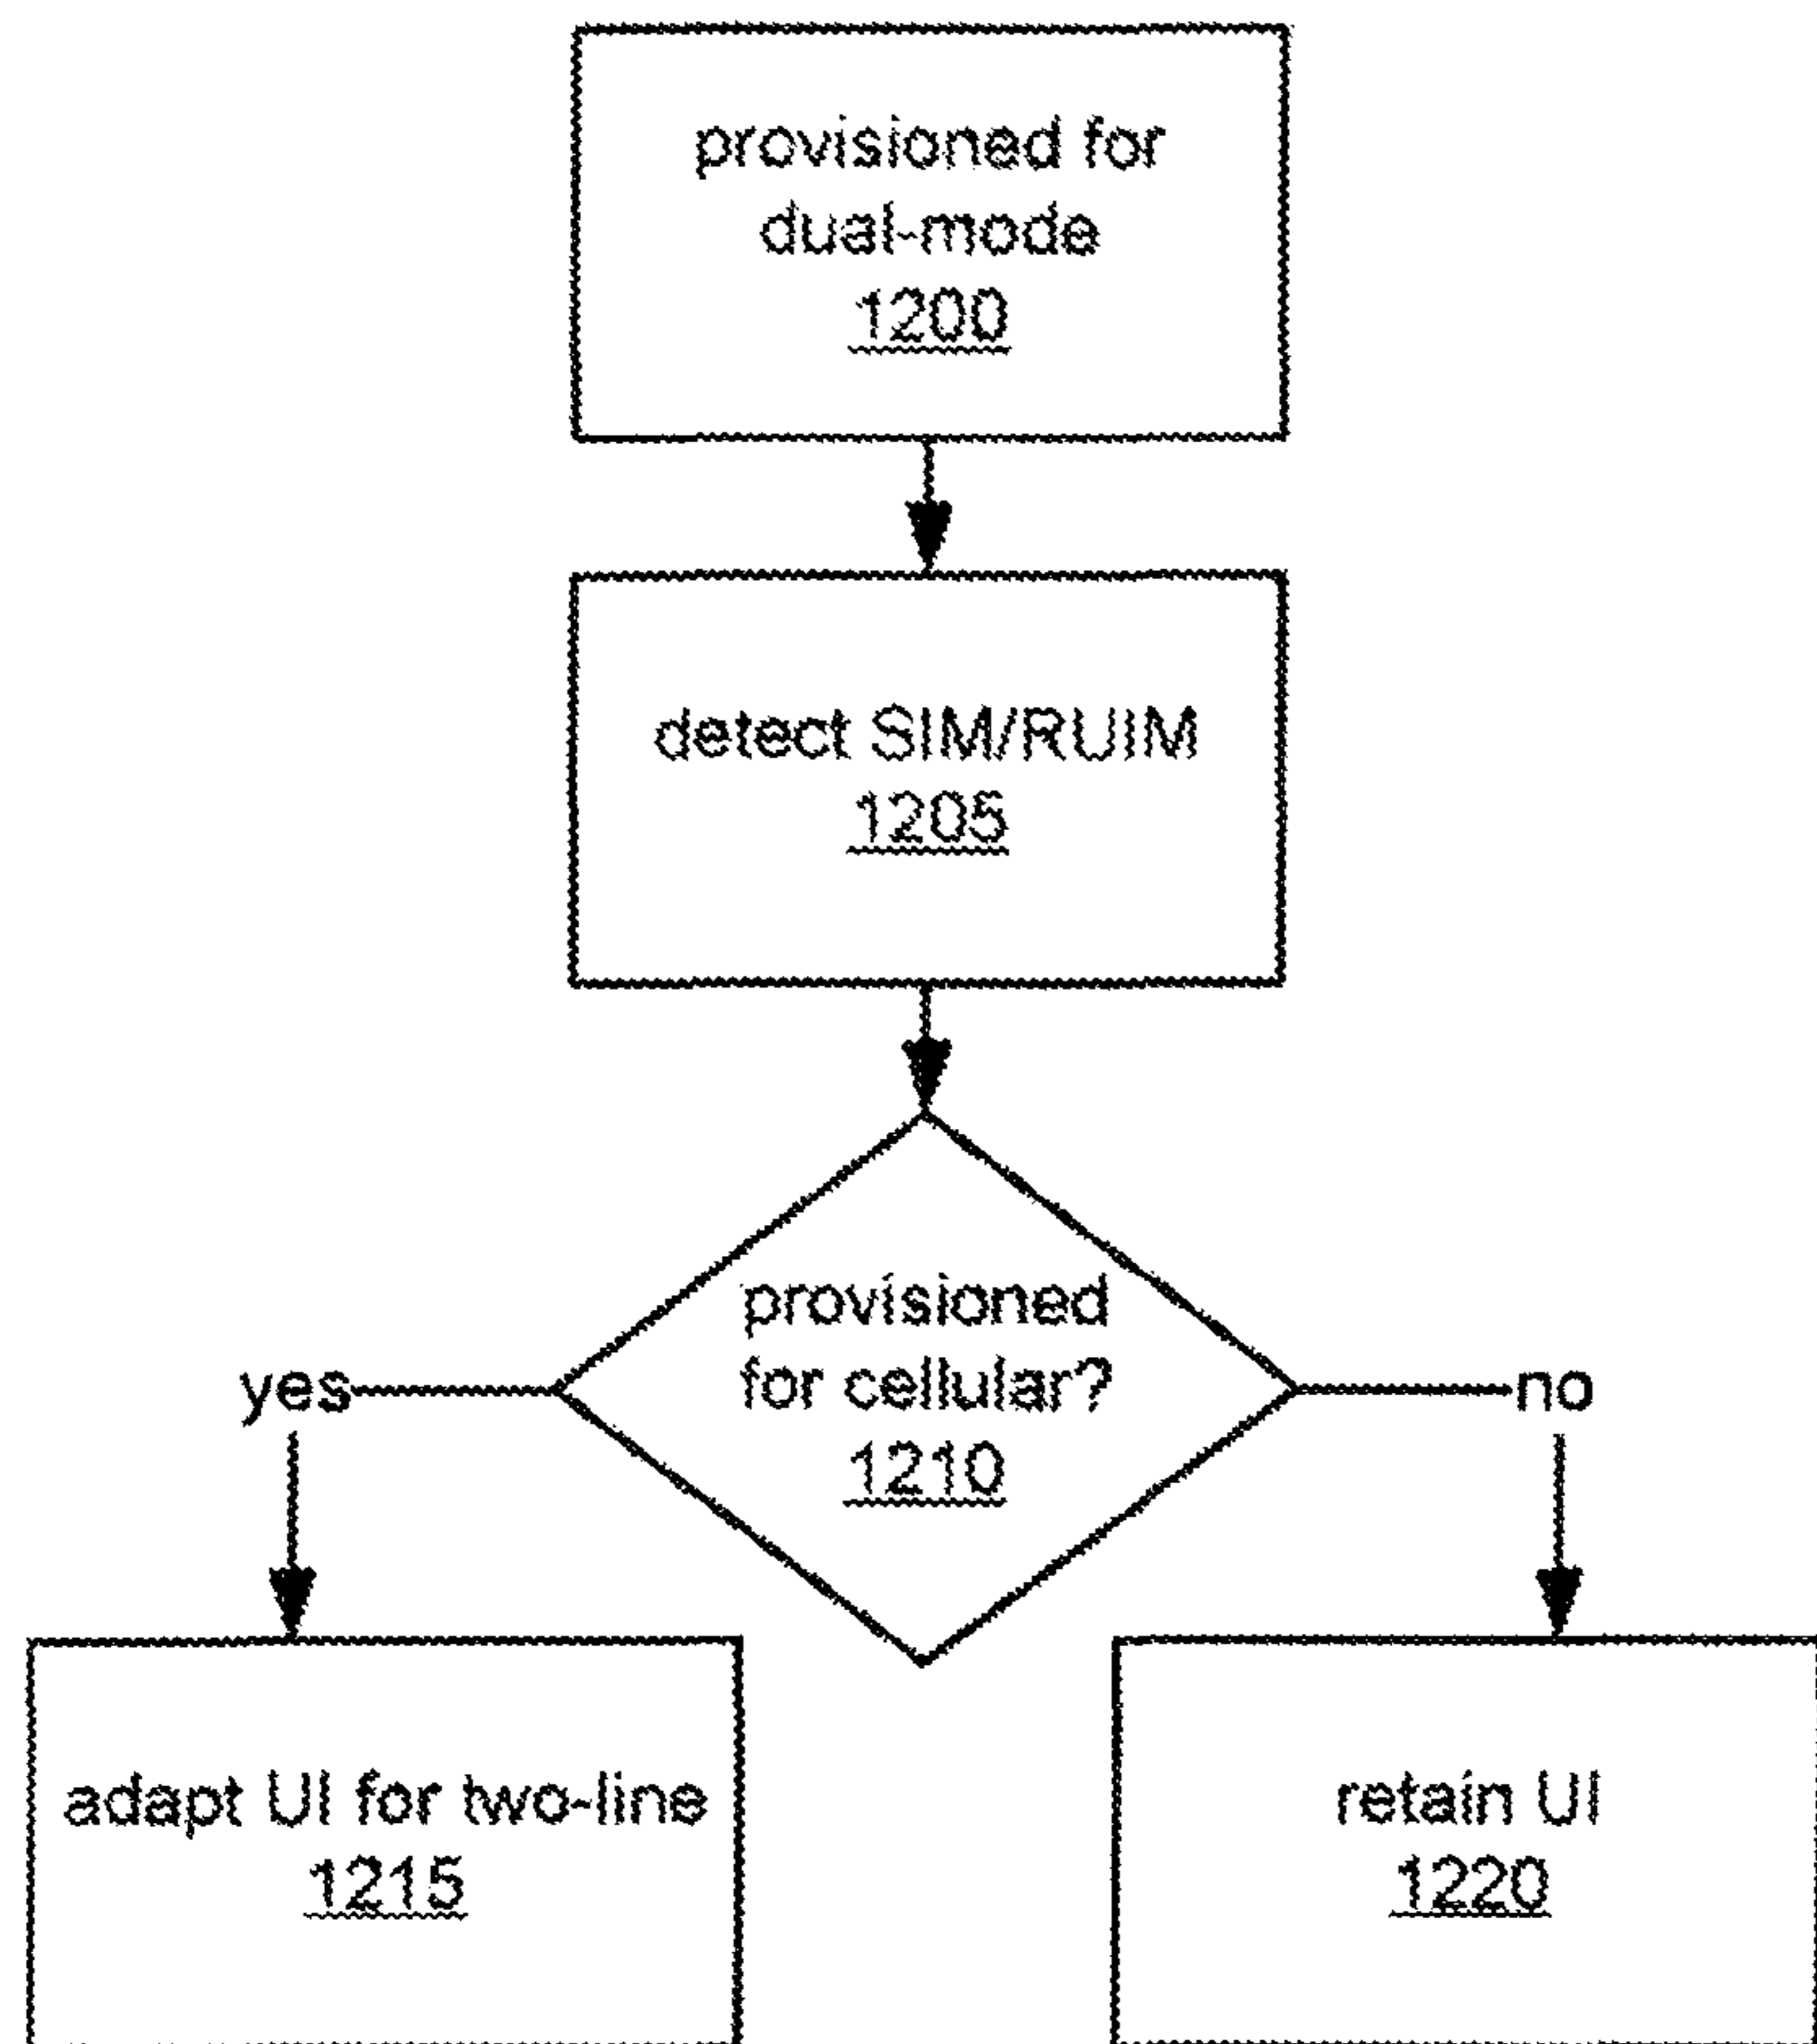 provisioned for
dual-mode
1200
detect SIM/RUIM
1205
provisioned
for cellular?
1210
yes
no
adapt UI for two-line
1215
retain UI
1220